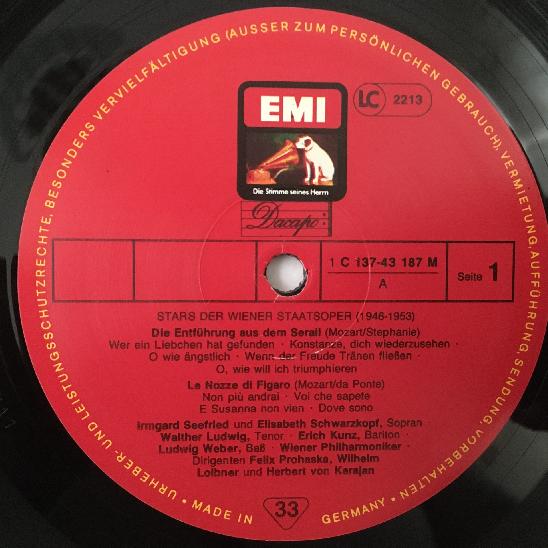 URHEBER- UND LEISTUNGSSCHUTZRECHTE, BESONDERS VERVIELFÄLTIGUNG (AUSSER ZUM PERSÖNLICHEN GEBRAUCH), VERMIETUNG, AUFFÜHRUNG, SENDUNG, VORBEHALTEN
EMI
LC 2213
Die Stimme seines Herrn
Dacapo
1 C 137-43 187 M
A
Seite 1
STARS DER WIENER STAATSOPER (1946-1953)
Die Entführung aus dem Serail (Mozart/Stephanie)
Wer ein Liebchen hat gefunden · Konstanze, dich wiederzusehen ·
O wie ängstlich · Wenn der Freude Tränen fließen ·
O, wie will ich triumphieren
Le Nozze di Figaro (Mozart/da Ponte)
Non più andrai · Voi che sapete
E Susanna non vien · Dove sono
Irmgard Seefried und Elisabeth Schwarzkopf, Sopran
Walther Ludwig, Tenor · Erich Kunz, Bariton ·
Ludwig Weber, Baß · Wiener Philharmoniker ·
Dirigenten Felix Prohaska, Wilhelm
Loibner und Herbert von Karajan
· MADE IN GERMANY ·
33